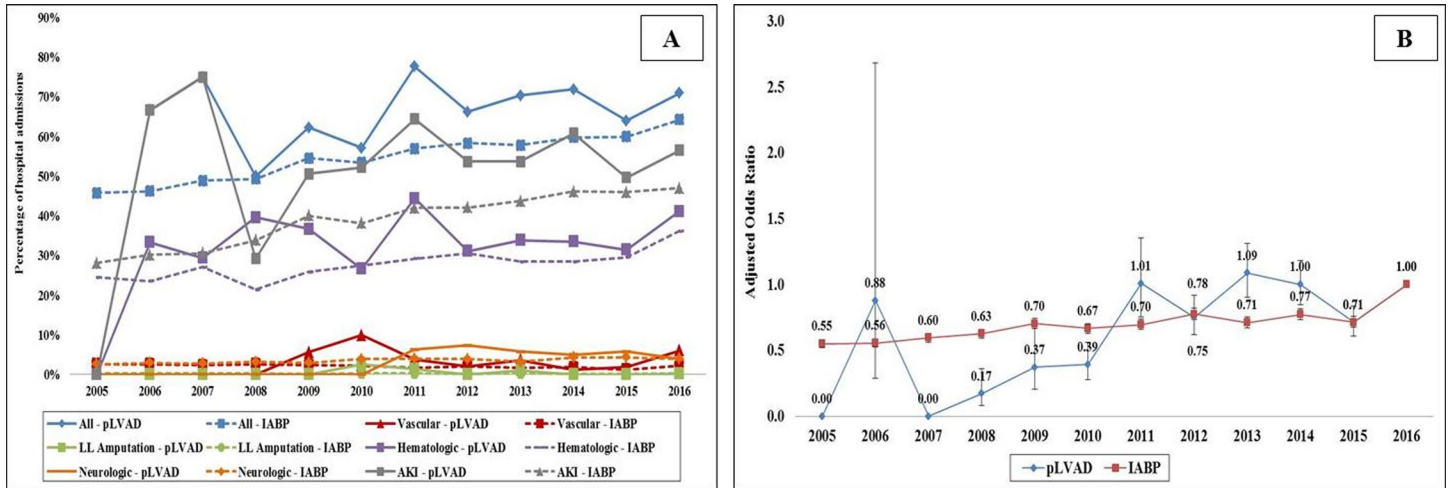 A
Percentage of hospital admissions
90%
80%
70%
60%
50%
40%
30%
20%
10%
0%
2005 2006 2007 2008 2009 2010 2011 2012 2013 2014 2015 2016
All - pLVAD All - IABP Vascular - pLVAD Vascular - IABP
LL Amputation - pLVAD LL Amputation - IABP Hematologic - pLVAD Hematologic - IABP
Neurologic - pLVAD Neurologic - IABP AKI - pLVAD AKI - IABP
B
Adjusted Odds Ratio
3.0
2.5
2.0
1.5
1.0
0.5
0.0
0.00 0.88 0.00 0.17 0.37 0.39 1.01 0.75 1.09 1.00 0.71
0.55 0.56 0.60 0.63 0.70 0.67 0.70 0.78 0.71 0.77 1.00
2005 2006 2007 2008 2009 2010 2011 2012 2013 2014 2015 2016
pLVAD IABP